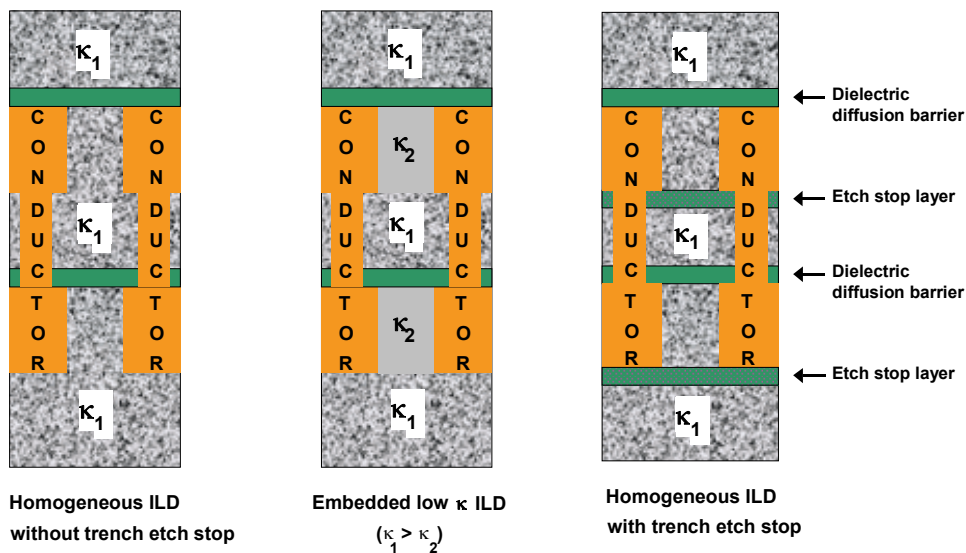 κ1
κ1
κ1
C O N D U C T O R
C O N D U C T O R
κ1
κ1
Homogeneous ILD
without trench etch stop
κ1
C O N D U C T O R
C O N D U C T O R
κ2
κ1
κ2
κ1
Embedded low κ ILD
(κ1 > κ2)
C O N D U C T O R
C O N D U C T O R
κ1
κ1
Homogeneous ILD
with trench etch stop
Dielectric
diffusion barrier
Etch stop layer
Dielectric
diffusion barrier
Etch stop layer